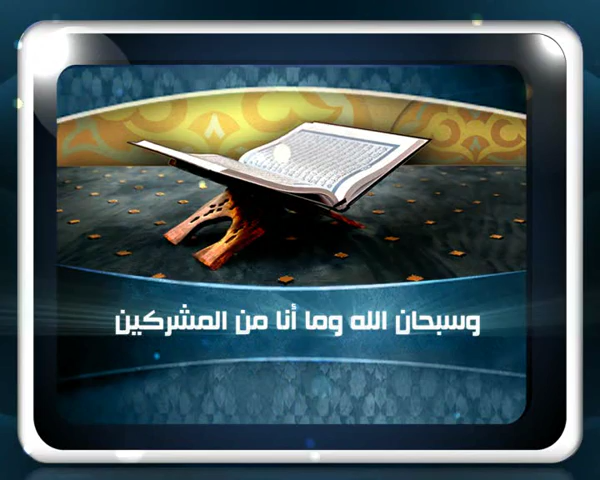 وسبحان الله وما أنا من المشركين